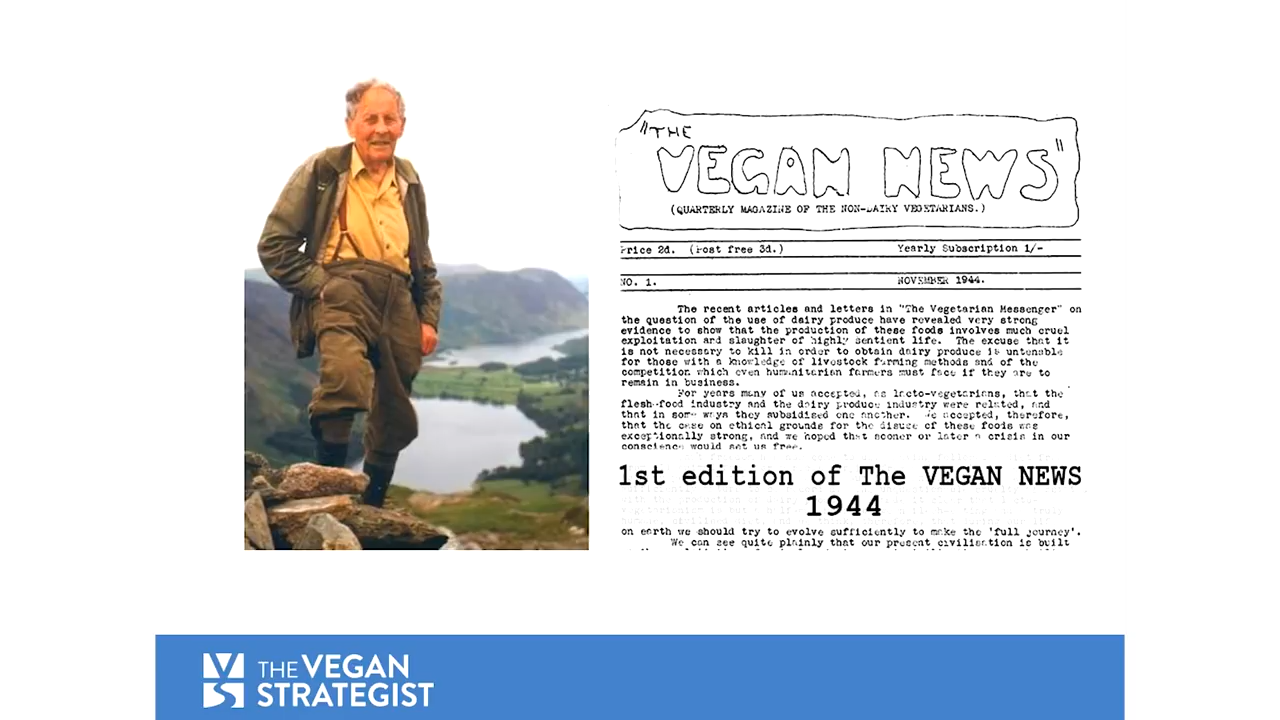 "THE
VEGAN NEWS"
(QUARTERLY MAGAZINE OF THE NON-DAIRY VEGETARIANS.)
Price 2d. (Post free 3d.) Yearly Subscription 1/-
NO. 1. NOVEMBER 1944.
The recent articles and letters in "The Vegetarian Messenger" on
the question of the use of dairy produce have revealed very strong
evidence to show that the production of these foods involves much cruel
exploitation and slaughter of highly sentient life. The excuse that it
is not necessary to kill in order to obtain dairy produce is untenable
for those with a knowledge of livestock farming methods and of the
competition which even humanitarian farmers must face if they are to
remain in business.
For years many of us accepted, as lacto-vegetarians, that the
flesh-food industry and the dairy produce industry were related, and
that in some ways they subsidised one another. We accepted, therefore,
that the case on ethical grounds for the disuse of these foods was
exceptionally strong, and we hoped that sooner or later a crisis in our
conscience would set us free.
1st edition of The VEGAN NEWS
1944
on earth we should try to evolve sufficiently to make the 'full journey'.
We can see quite plainly that our present civilisation is built
THE VEGAN
STRATEGIST